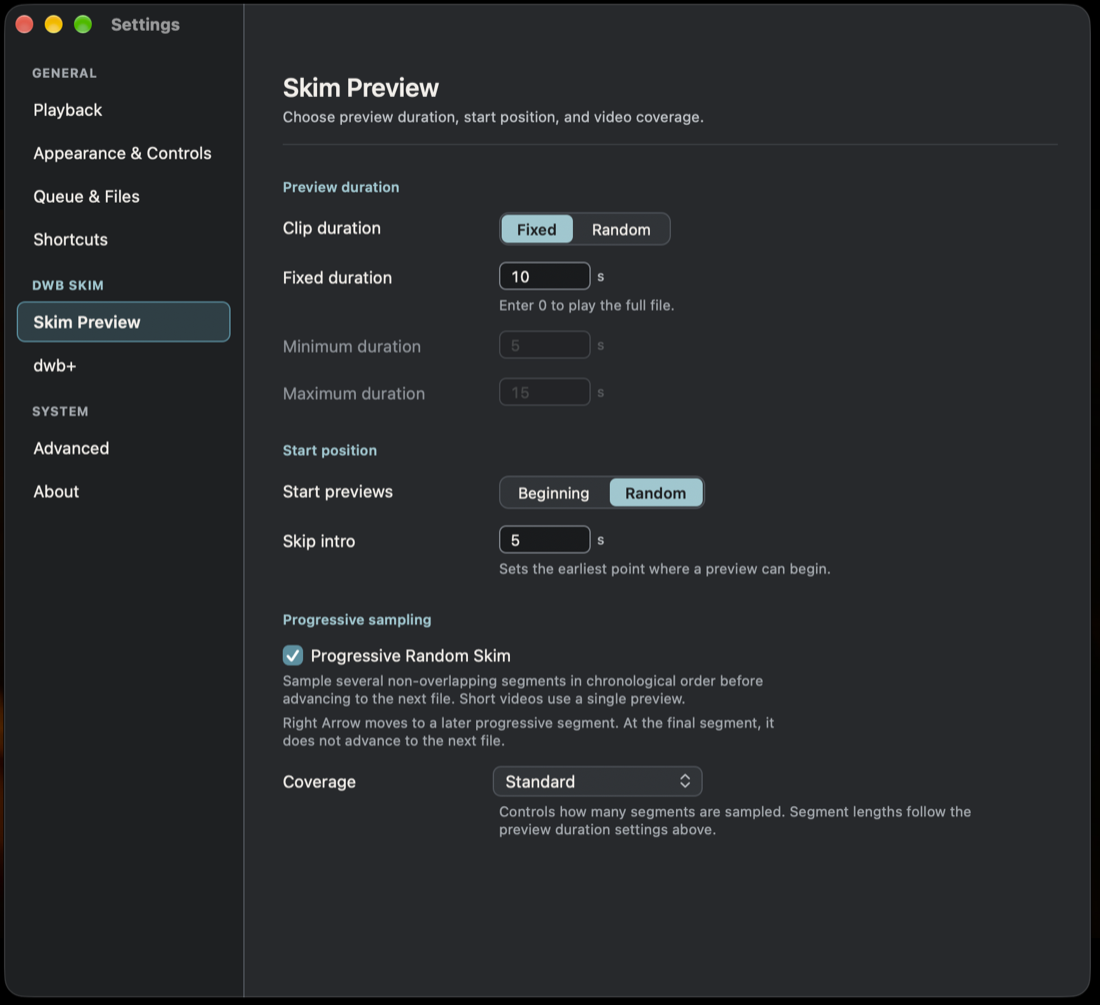 Settings
GENERAL
Playback
Appearance & Controls
Queue & Files
Shortcuts
DWB SKIM
Skim Preview
dwb+
SYSTEM
Advanced
About
Skim Preview
Choose preview duration, start position, and video coverage.
Preview duration
Clip duration
Fixed Random
Fixed duration
10 s
Enter 0 to play the full file.
Minimum duration
5 s
Maximum duration
15 s
Start position
Start previews
Beginning Random
Skip intro
5 s
Sets the earliest point where a preview can begin.
Progressive sampling
Progressive Random Skim
Sample several non-overlapping segments in chronological order before
advancing to the next file. Short videos use a single preview.
Right Arrow moves to a later progressive segment. At the final segment, it
does not advance to the next file.
Coverage
Standard
Controls how many segments are sampled. Segment lengths follow the
preview duration settings above.